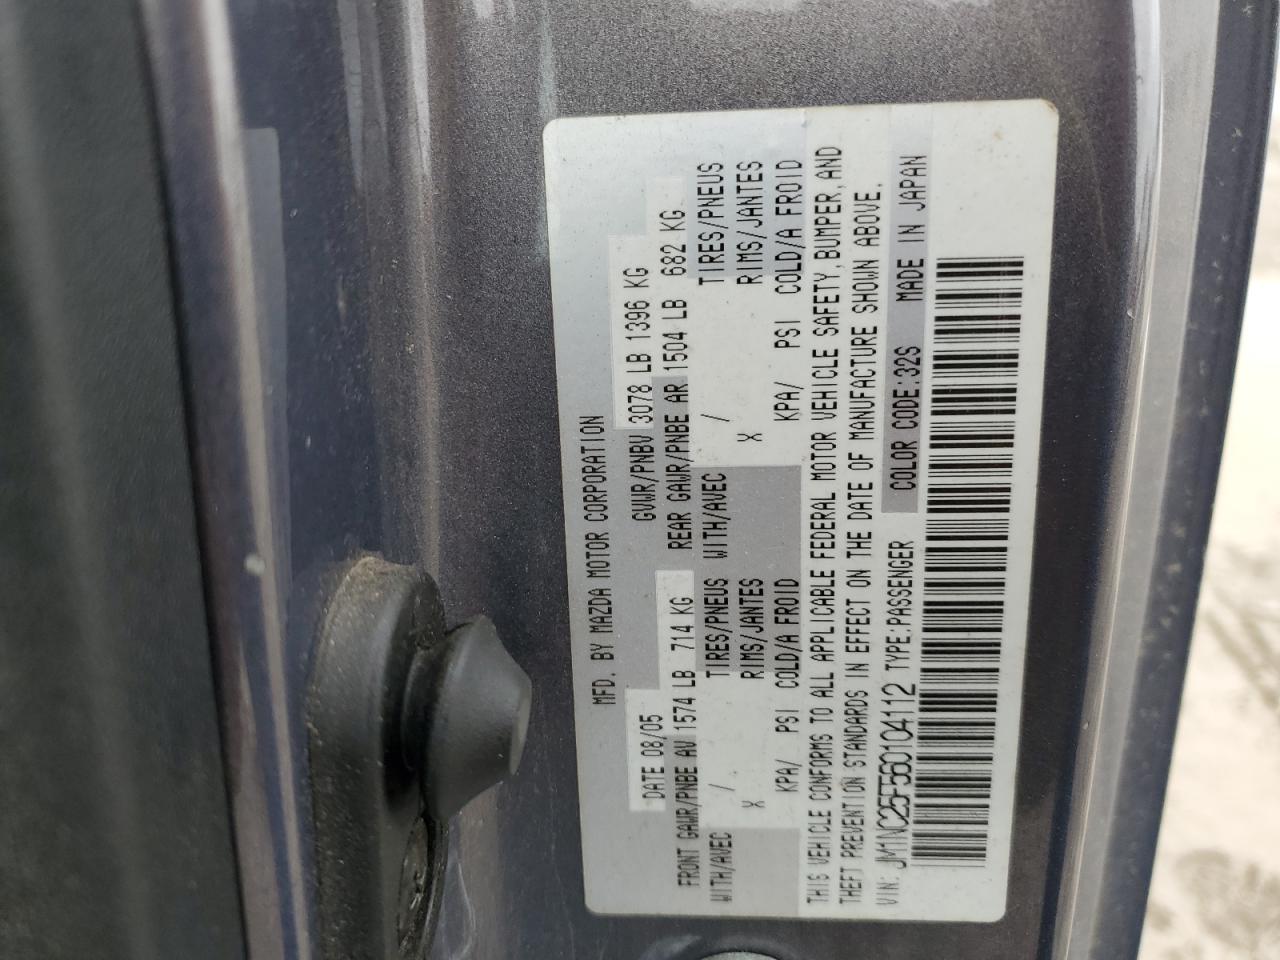 MFD. BY MAZDA MOTOR CORPORATION
DATE 08/05 GVWR/PNBV 3078 LB 1396 KG
FRONT GAWR/PNBE AV 1574 LB 714 KG REAR GAWR/PNBE AR 1504 LB 682 KG
WITH/AVEC / TIRES/PNEUS WITH/AVEC / TIRES/PNEUS
X RIMS/JANTES X RIMS/JANTES
KPA/ PSI COLD/A FROID KPA/ PSI COLD/A FROID
THIS VEHICLE CONFORMS TO ALL APPLICABLE FEDERAL MOTOR VEHICLE SAFETY, BUMPER, AND
THEFT PREVENTION STANDARDS IN EFFECT ON THE DATE OF MANUFACTURE SHOWN ABOVE.
VIN: JM1NC25F560104112 TYPE:PASSENGER COLOR CODE:32S MADE IN JAPAN